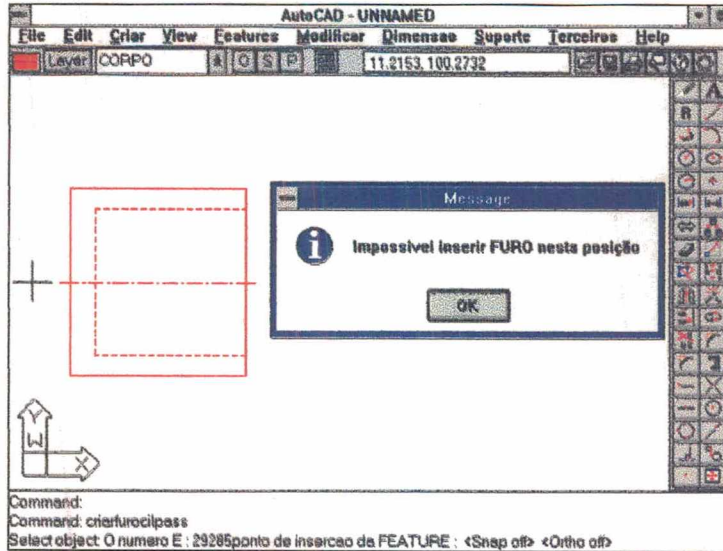 AutoCAD - UNNAMED
File Edit Criar View Features Modificar Dimensao Suporte Terceiros Help
Layer CORPO O S P 11.2153,100.2732
A
R
Message
i Impossivel inserir FURO nesta posição
OK
Y
W
X
Command:
Command: criarfurocilpass
Select object: O numero E : 29285ponto de insercao da FEATURE : <Snap off> <Ortho off>